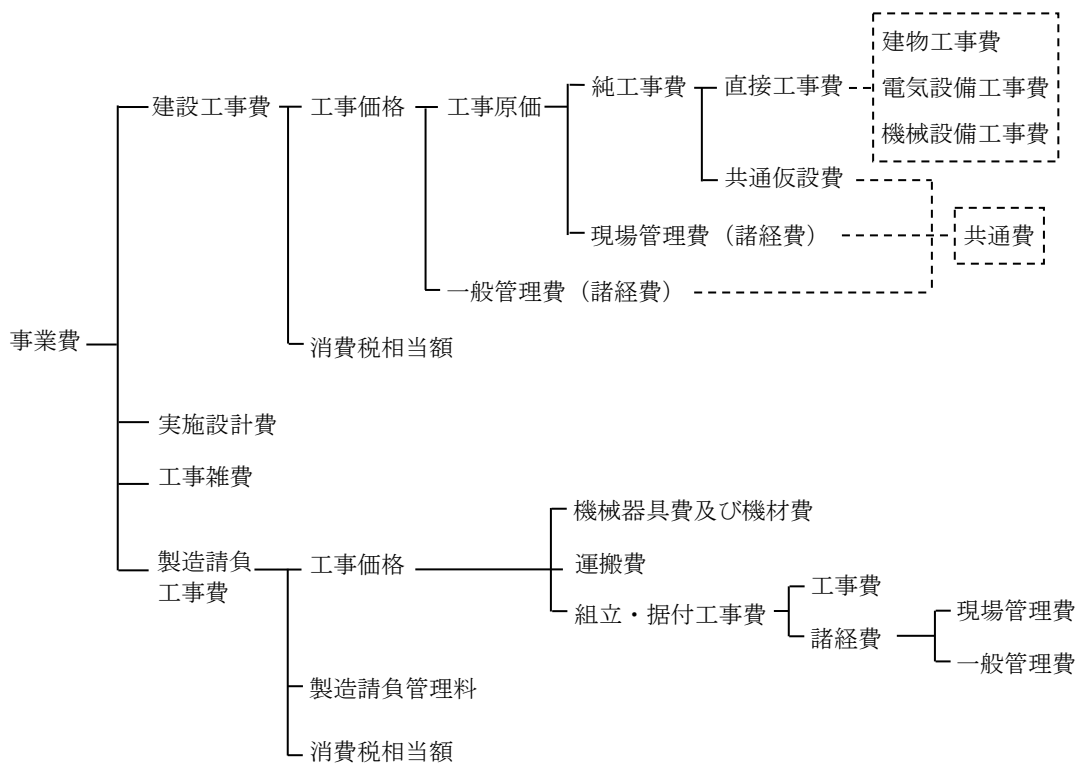 建物工事費
純工事費
直接工事費
電気設備工事費
建設工事費
工事価格
工事原価
機械設備工事費
共通仮設費
現場管理費（諸経費）
共通費
一般管理費（諸経費）
事業費
消費税相当額
実施設計費
工事雑費
機械器具費及び機材費
製造請負
工事費
工事価格
運搬費
組立・据付工事費
工事費
諸経費
現場管理費
一般管理費
製造請負管理料
消費税相当額